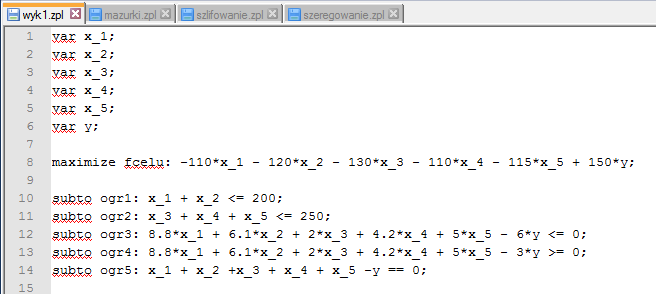 wyk1.zpl mazurki.zpl szlifowanie.zpl szeregowanie.zpl
1 var x_1;
2 var x_2;
3 var x_3;
4 var x_4;
5 var x_5;
6 var y;
7
8 maximize fcelu: -110*x_1 - 120*x_2 - 130*x_3 - 110*x_4 - 115*x_5 + 150*y;
9
10 subto ogr1: x_1 + x_2 <= 200;
11 subto ogr2: x_3 + x_4 + x_5 <= 250;
12 subto ogr3: 8.8*x_1 + 6.1*x_2 + 2*x_3 + 4.2*x_4 + 5*x_5 - 6*y <= 0;
13 subto ogr4: 8.8*x_1 + 6.1*x_2 + 2*x_3 + 4.2*x_4 + 5*x_5 - 3*y >= 0;
14 subto ogr5: x_1 + x_2 +x_3 + x_4 + x_5 -y == 0;
15